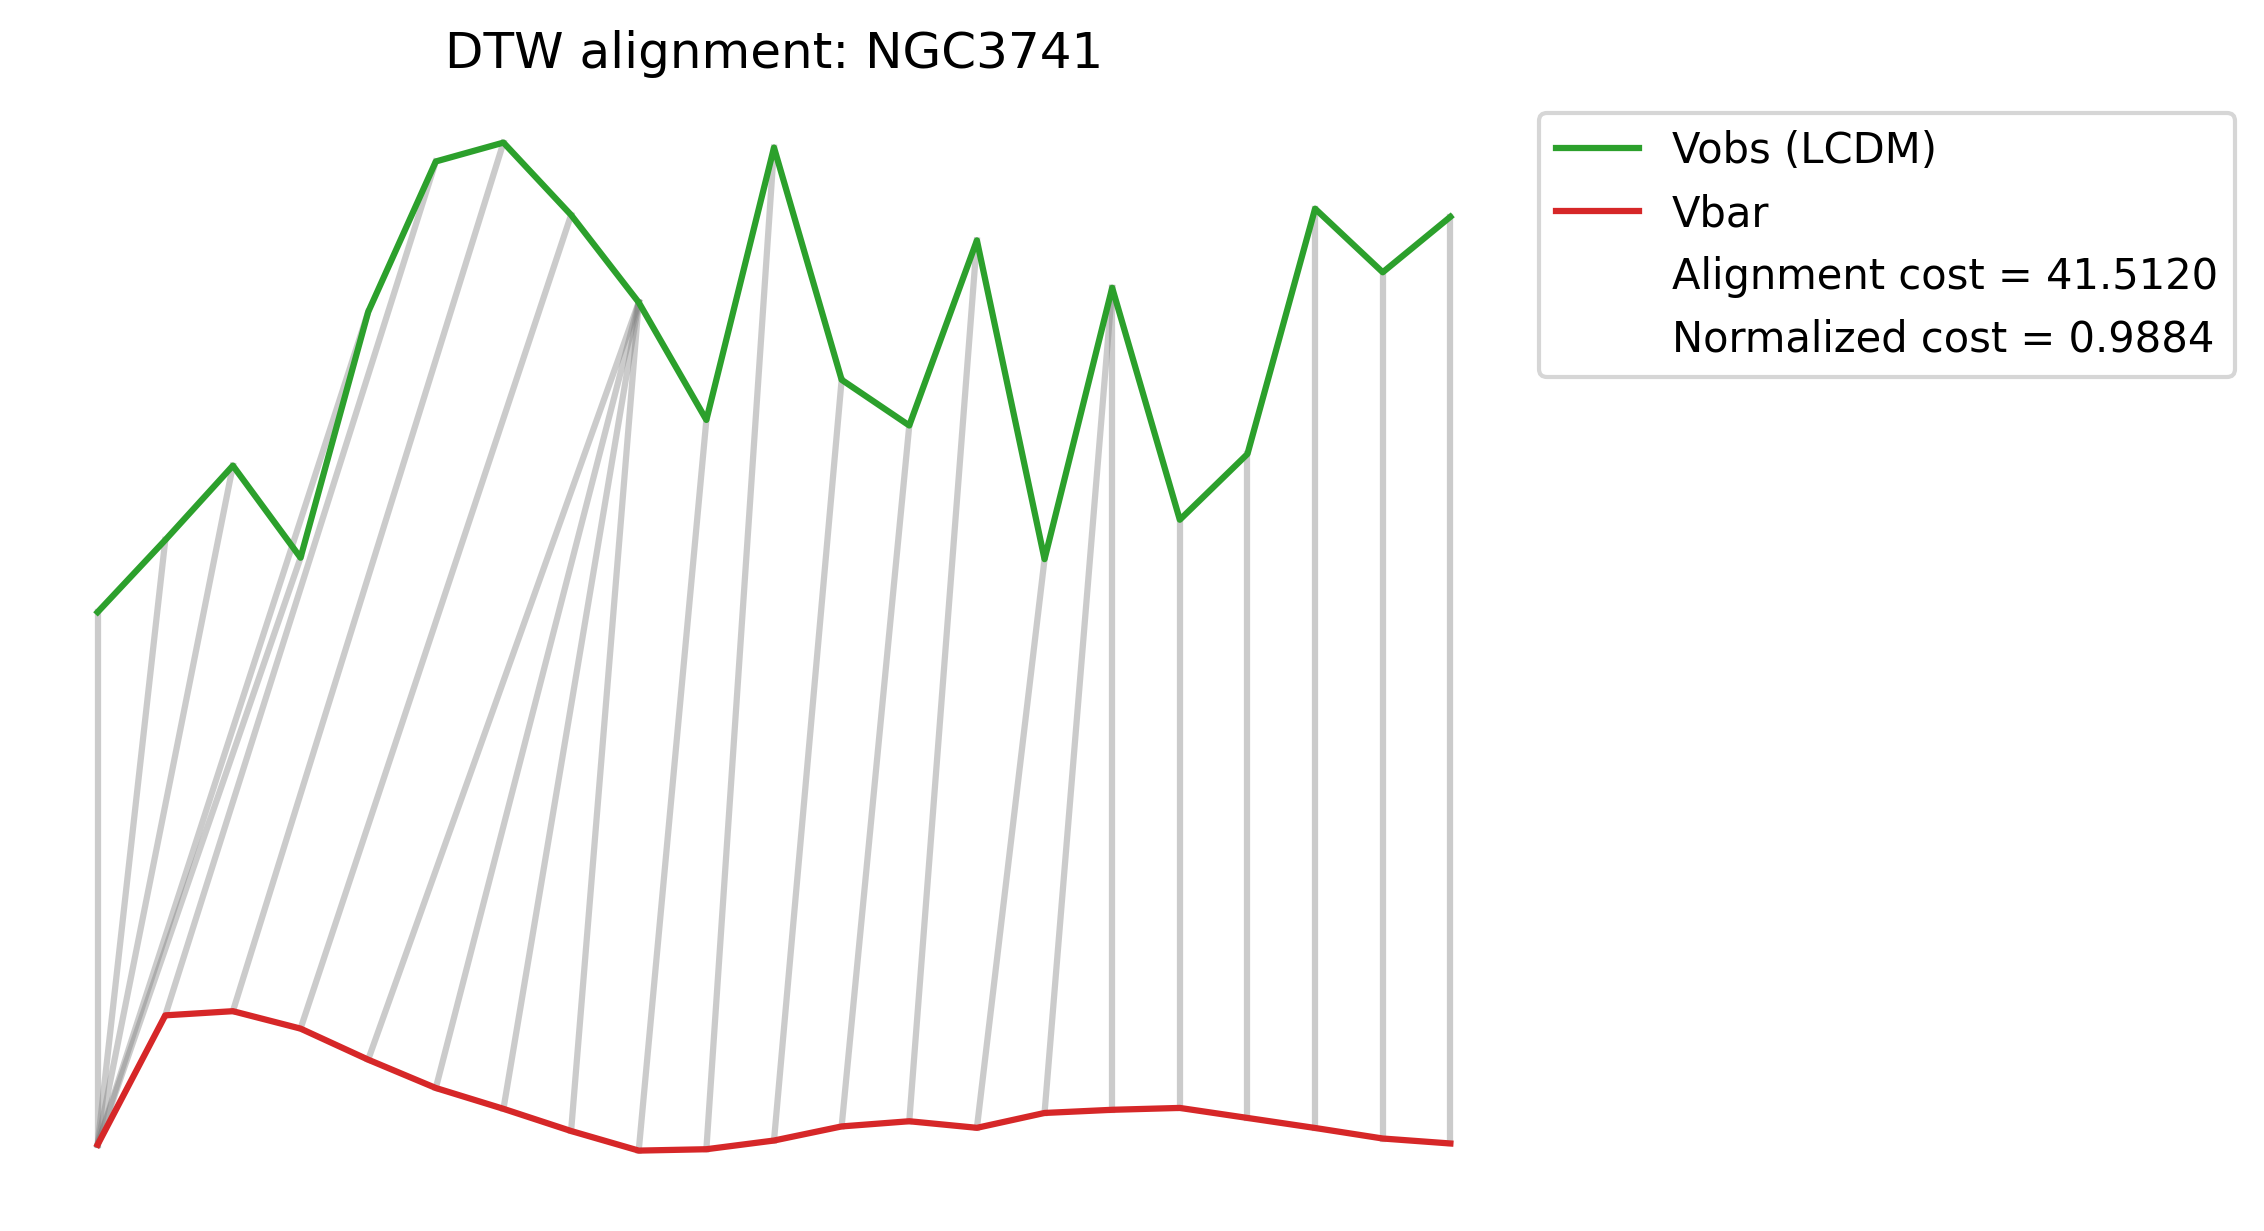 DTW alignment: NGC3741
Vobs (LCDM)
Vbar
Alignment cost = 41.5120
Normalized cost = 0.9884